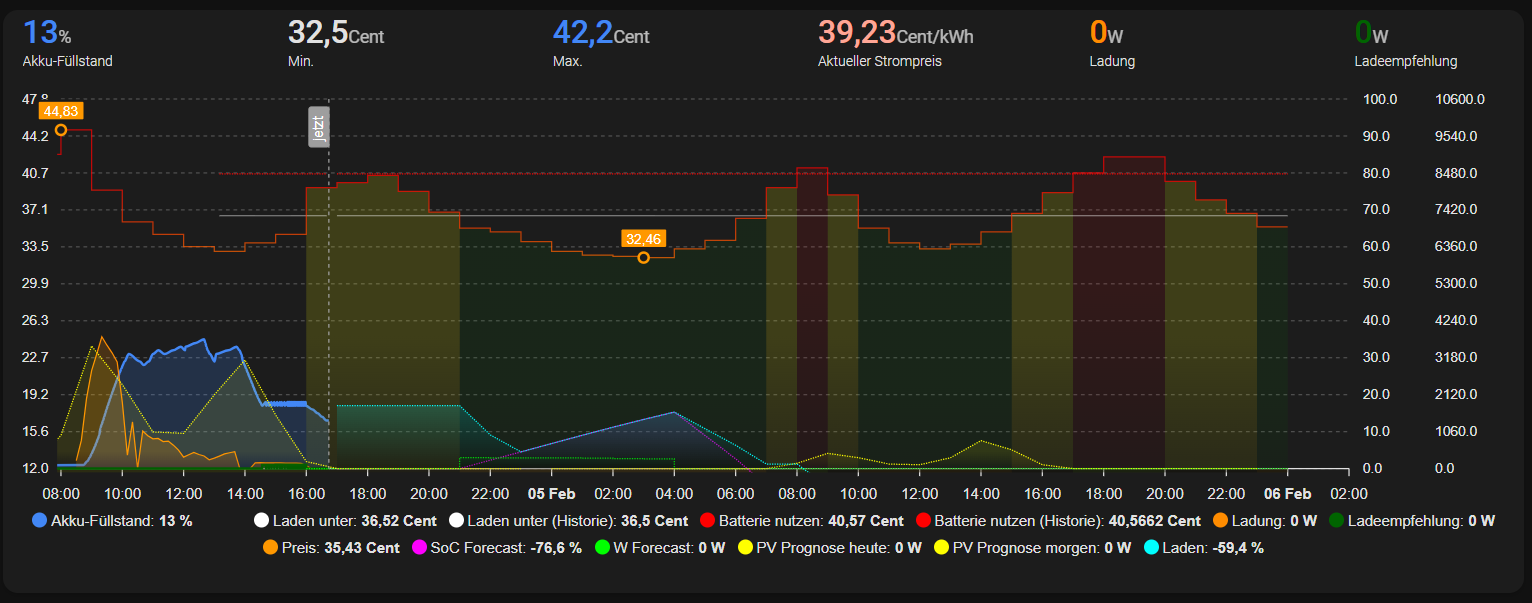 13% 32,5Cent 42,2Cent 39,23Cent/kWh 0W 0W
Akku-Füllstand Min. Max. Aktueller Strompreis Ladung Ladeempfehlung
47.8 100.0 10600.0
44,83
jetzt
44.2 90.0 9540.0
40.7 80.0 8480.0
37.1 70.0 7420.0
32,46
33.5 60.0 6360.0
29.9 50.0 5300.0
26.3 40.0 4240.0
22.7 30.0 3180.0
19.2 20.0 2120.0
15.6 10.0 1060.0
12.0 0.0 0.0
08:00 10:00 12:00 14:00 16:00 18:00 20:00 22:00 05 Feb 02:00 04:00 06:00 08:00 10:00 12:00 14:00 16:00 18:00 20:00 22:00 06 Feb 02:00
Akku-Füllstand: 13 % Laden unter: 36,52 Cent Laden unter (Historie): 36,5 Cent Batterie nutzen: 40,57 Cent Batterie nutzen (Historie): 40,5662 Cent Ladung: 0 W Ladeempfehlung: 0 W
Preis: 35,43 Cent SoC Forecast: -76,6 % W Forecast: 0 W PV Prognose heute: 0 W PV Prognose morgen: 0 W Laden: -59,4 %